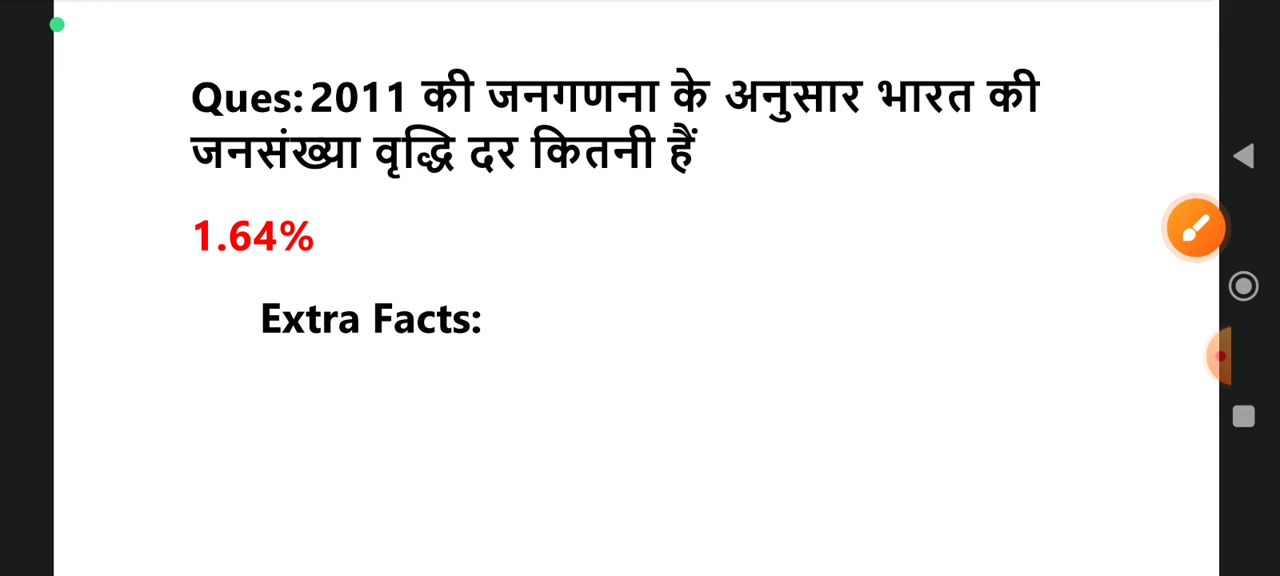 Ques: 2011 की जनगणना के अनुसार भारत की
जनसंख्या वृद्धि दर कितनी हैं
1.64%
Extra Facts: